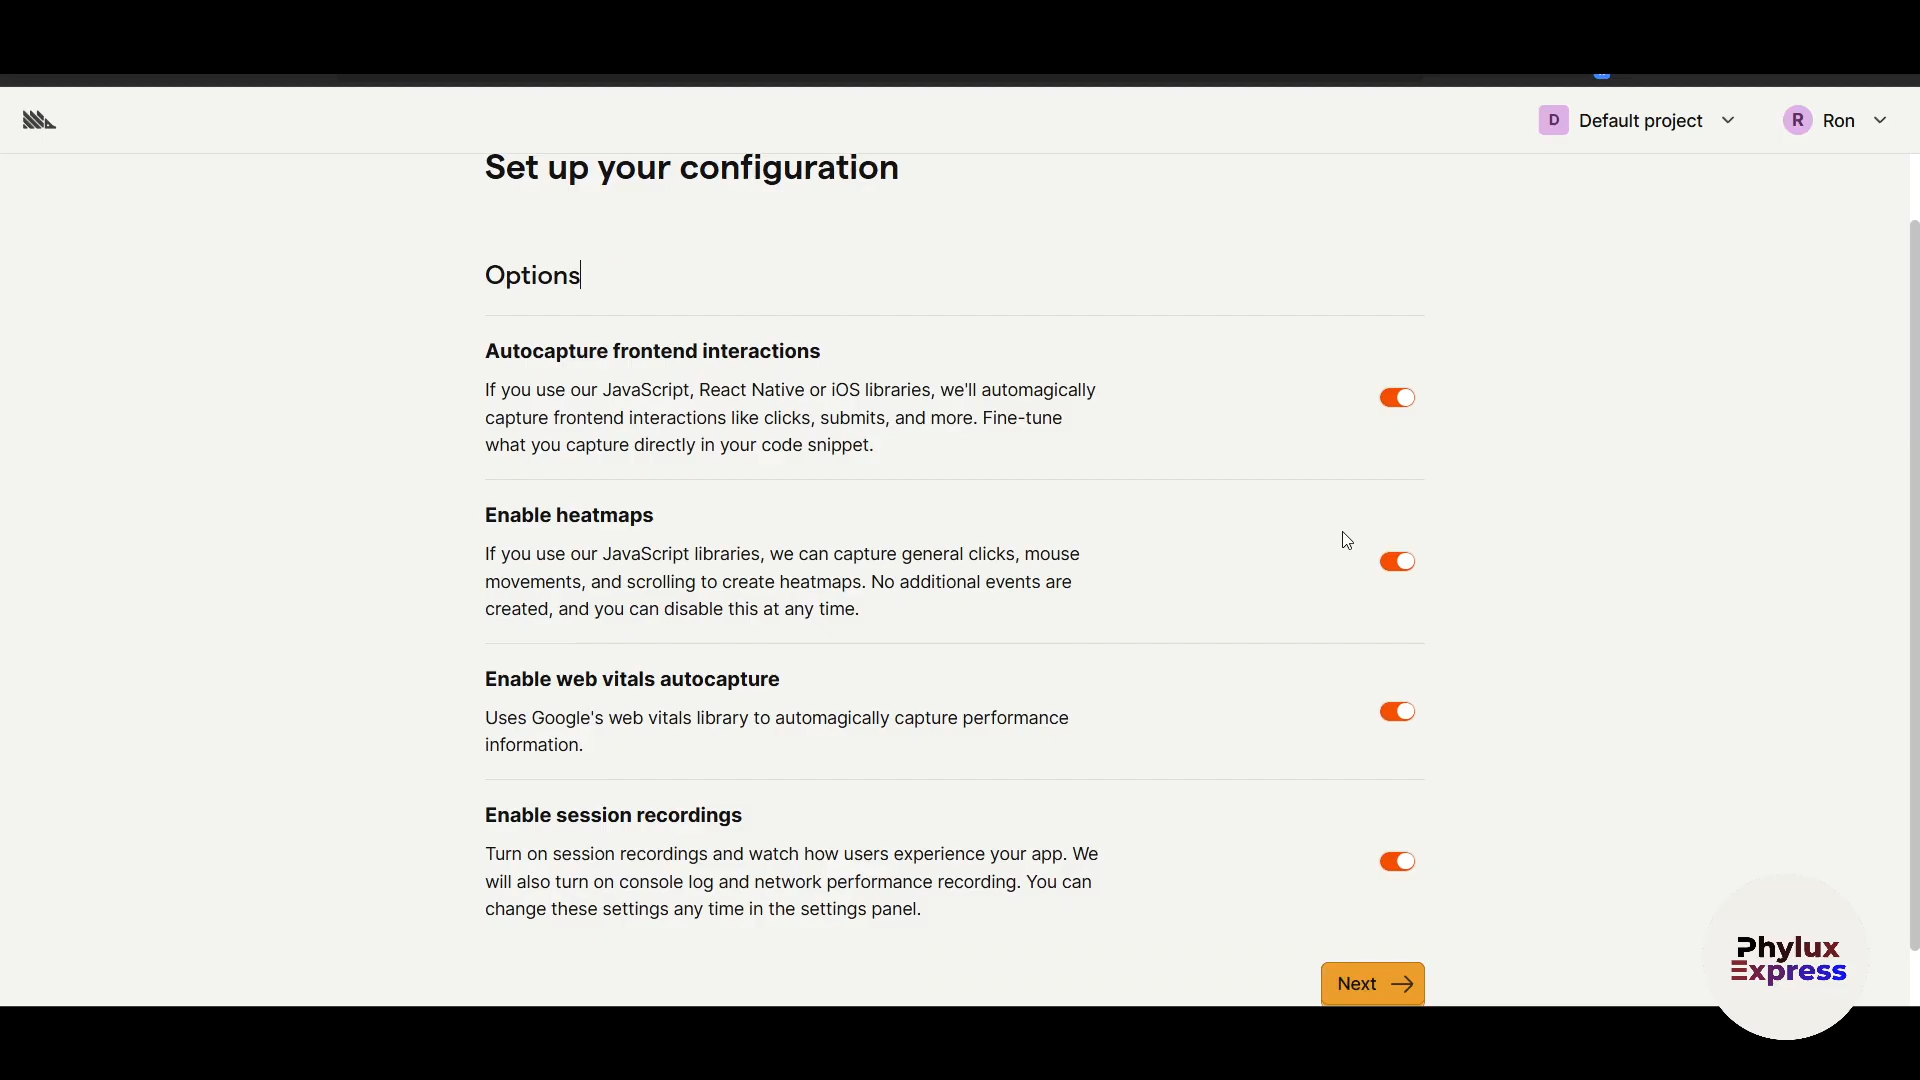 D Default project
R Ron
Set up your configuration
Options
Autocapture frontend interactions
If you use our JavaScript, React Native or iOS libraries, we'll automagically
capture frontend interactions like clicks, submits, and more. Fine-tune
what you capture directly in your code snippet.
Enable heatmaps
If you use our JavaScript libraries, we can capture general clicks, mouse
movements, and scrolling to create heatmaps. No additional events are
created, and you can disable this at any time.
Enable web vitals autocapture
Uses Google's web vitals library to automagically capture performance
information.
Enable session recordings
Turn on session recordings and watch how users experience your app. We
will also turn on console log and network performance recording. You can
change these settings any time in the settings panel.
Next
Phylux
Express